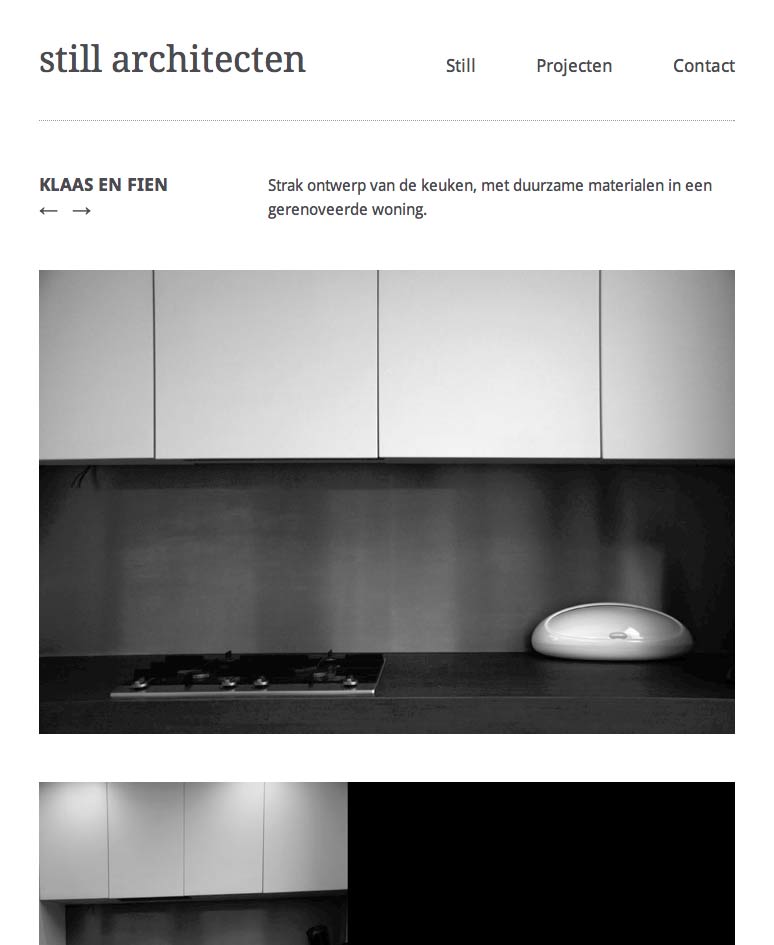 still architecten
Still
Projecten
Contact
KLAAS EN FIEN
← →
Strak ontwerp van de keuken, met duurzame materialen in een
gerenoveerde woning.